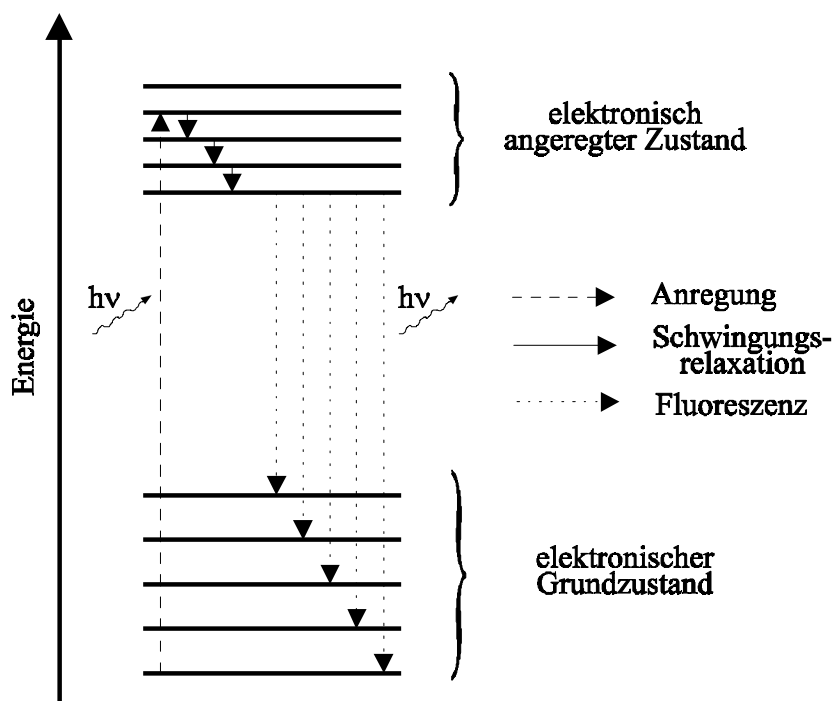 elektronisch
angeregter Zustand
Energie
hν
hν
Anregung
Schwingungs-
relaxation
Fluoreszenz
elektronischer
Grundzustand